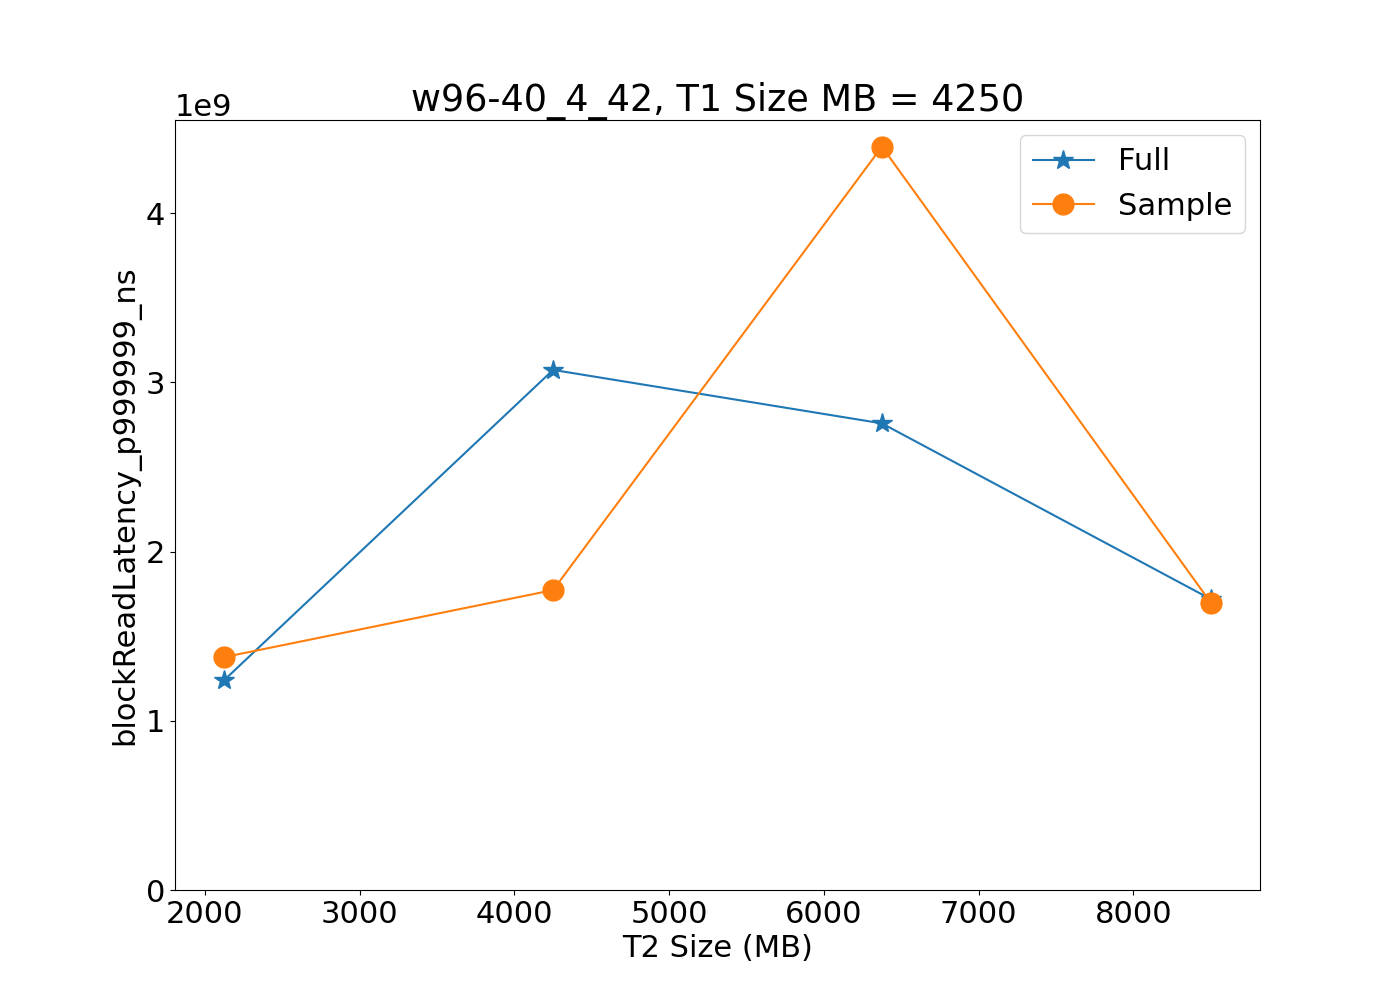 w96-40_4_42, T1 Size MB = 4250
1e9
Full
Sample
4
3
2
1
0
blockReadLatency_p999999_ns
2000 3000 4000 5000 6000 7000 8000
T2 Size (MB)